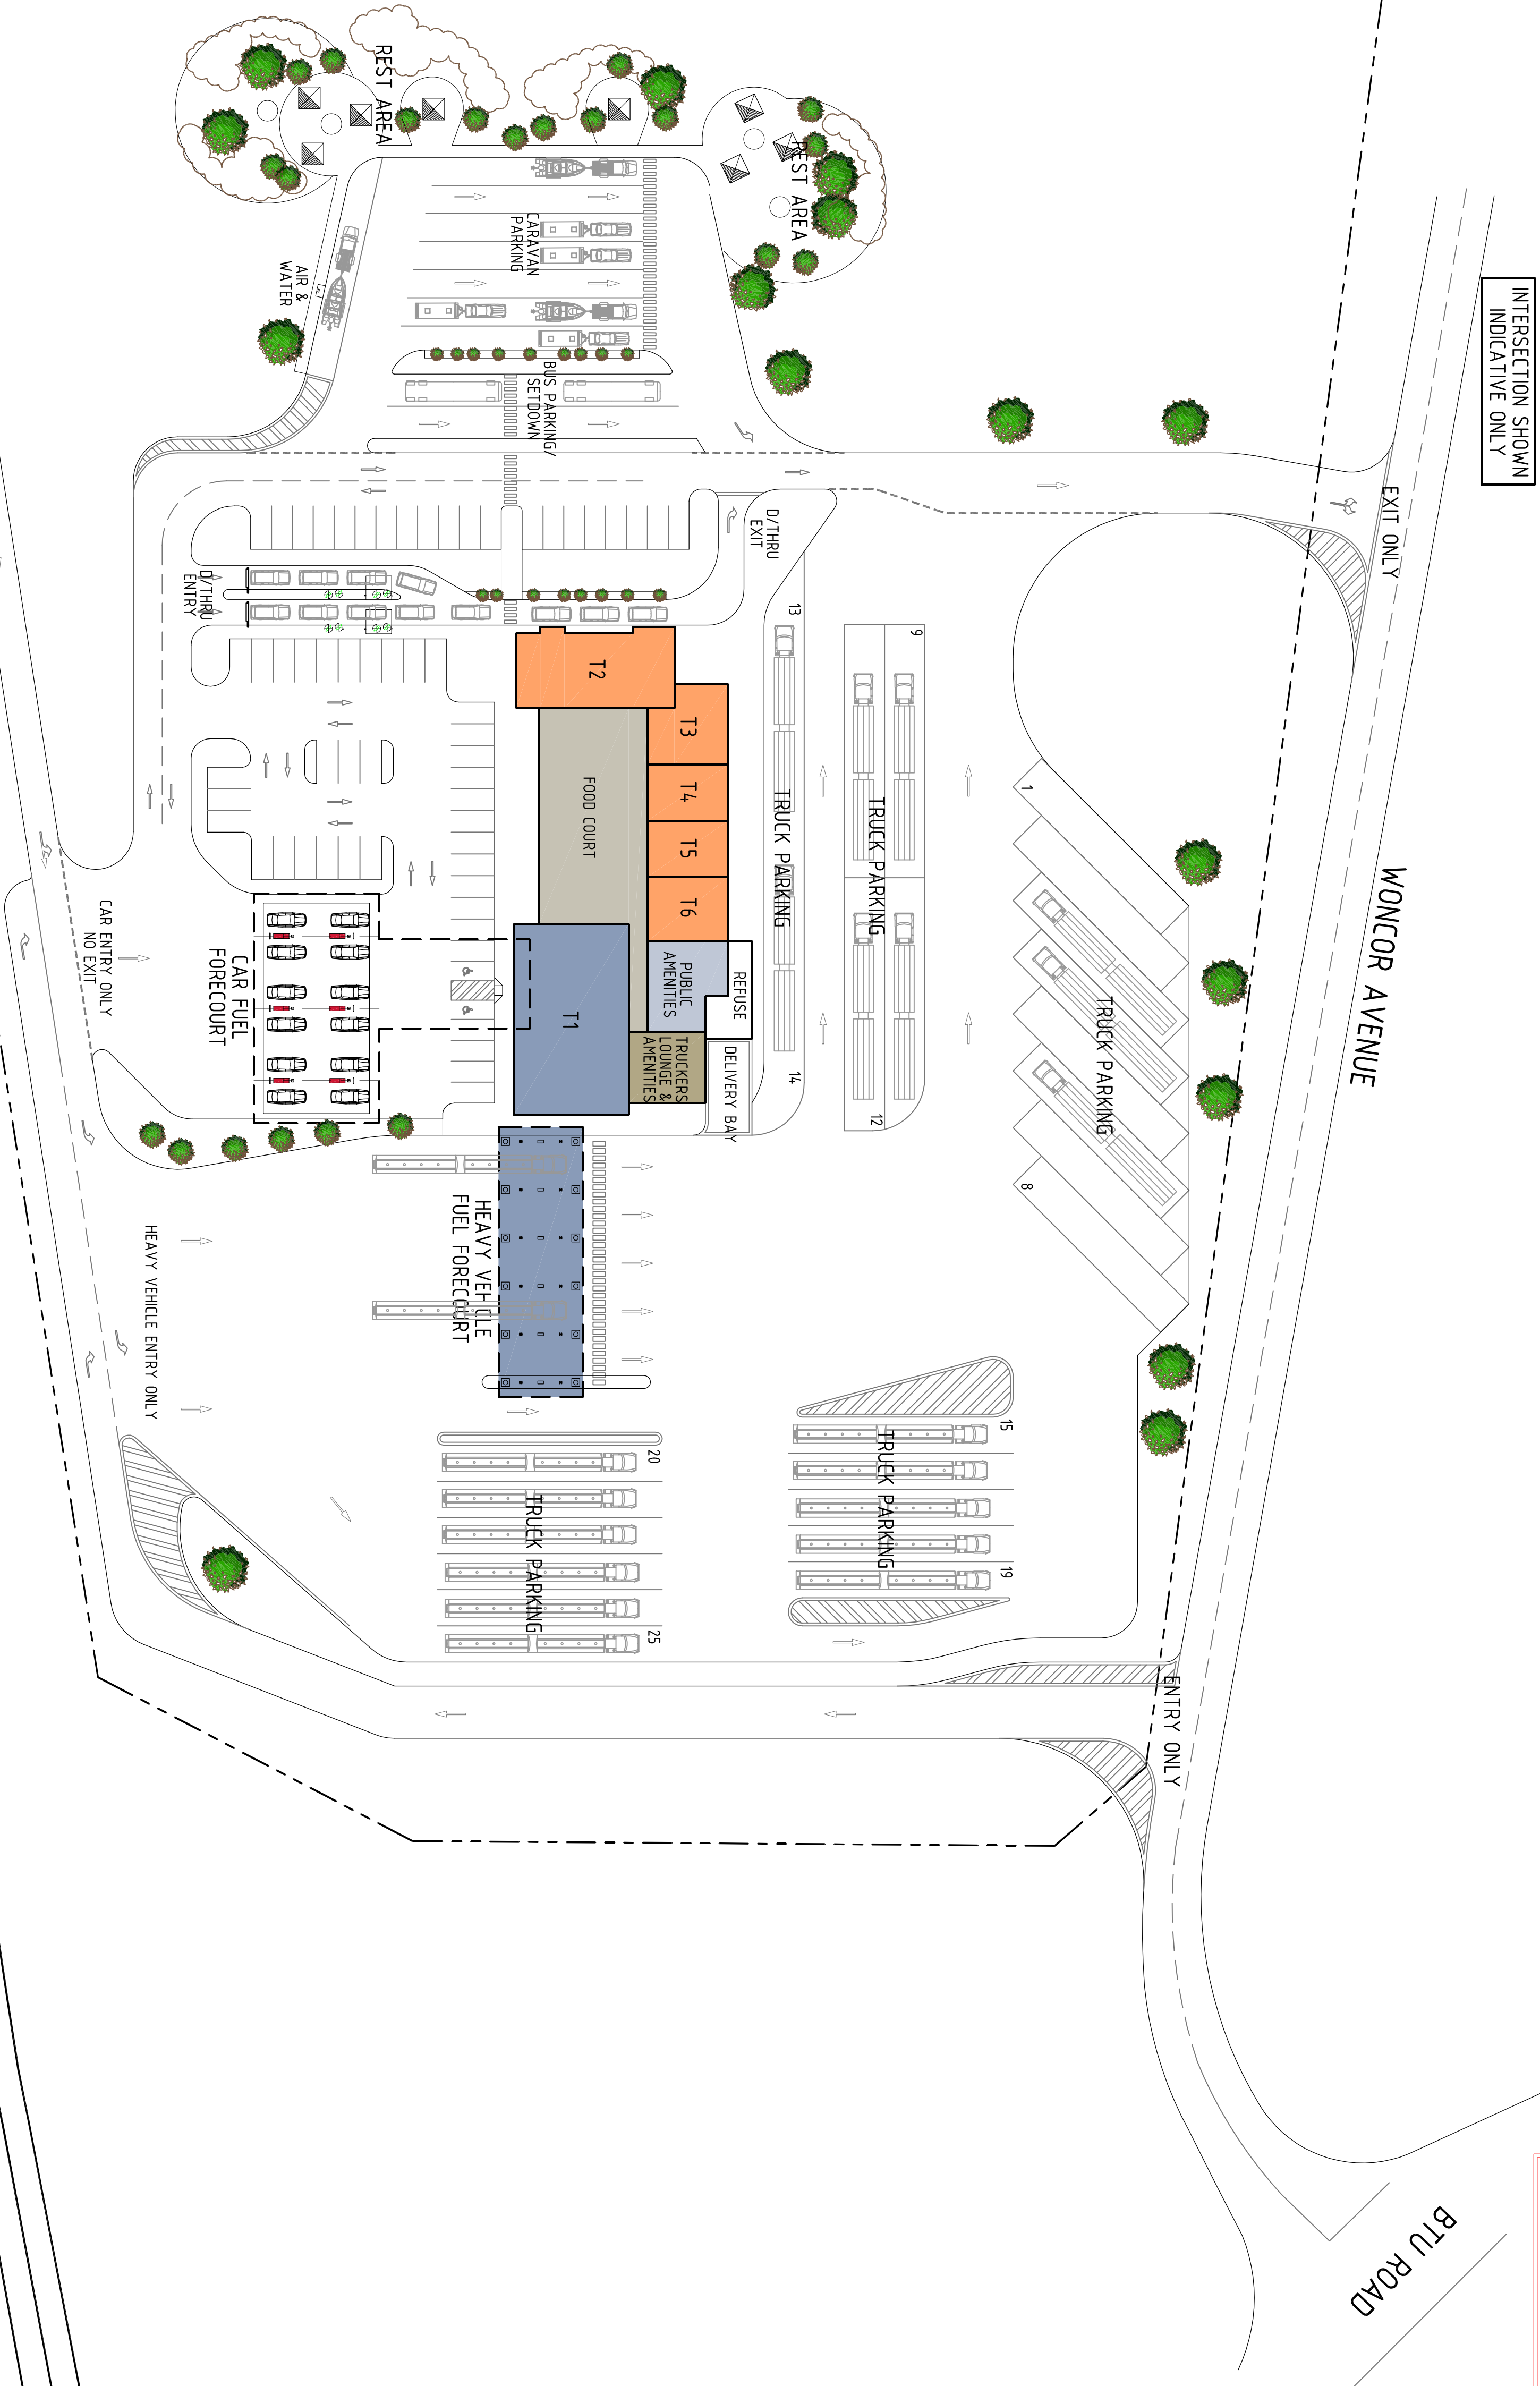 INTERSECTION SHOWN
INDICATIVE ONLY
WONCOR AVENUE
BTU ROAD
EXIT ONLY
ENTRY ONLY
REST AREA
REST AREA
CARAVAN
PARKING
AIR &
WATER
BUS PARKING/
SETDOWN
D/THRU
EXIT
D/THRU
ENTRY
13
TRUCK PARKING
14
9
TRUCK PARKING
12
1
TRUCK PARKING
8
T2
T3
T4
T5
T6
FOOD COURT
PUBLIC
AMENITIES
REFUSE
T1
TRUCKERS
LOUNGE &
AMENITIES
DELIVERY BAY
CAR FUEL
FORECOURT
CAR ENTRY ONLY
NO EXIT
HEAVY VEHICLE
FUEL FORECOURT
HEAVY VEHICLE ENTRY ONLY
15
TRUCK PARKING
19
20
TRUCK PARKING
25